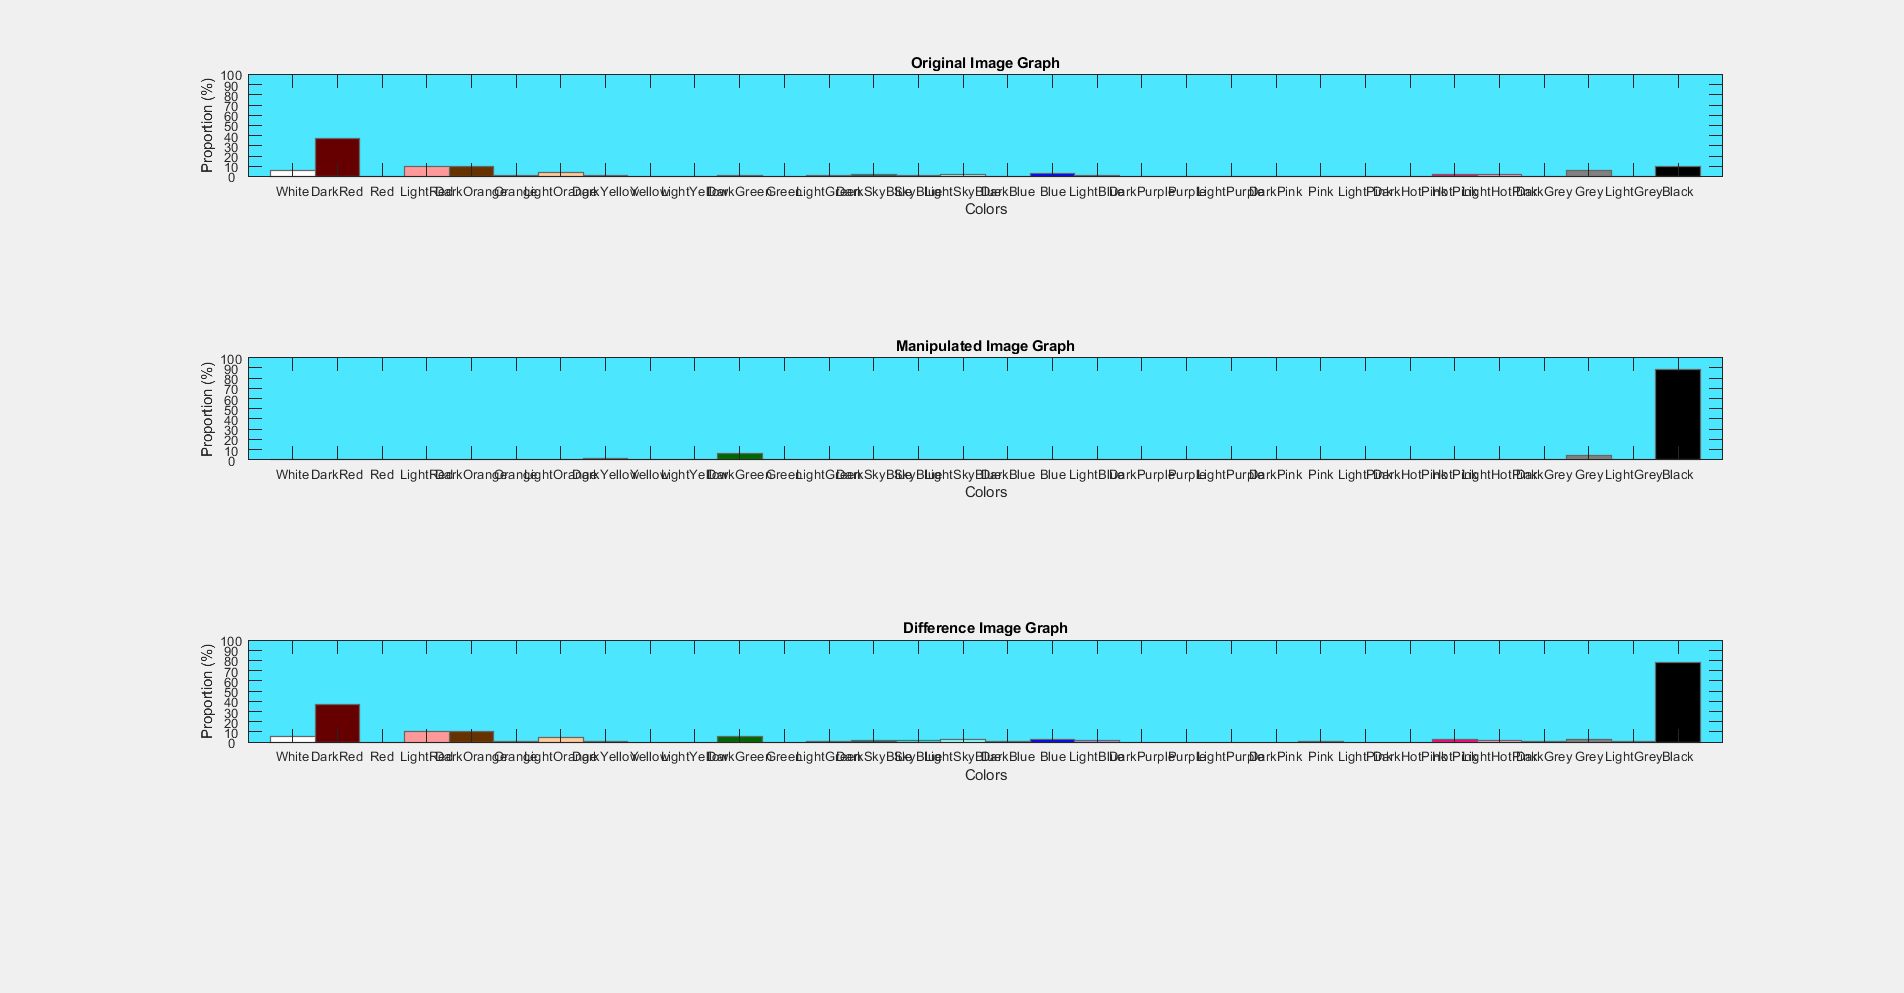 Original Image Graph
Proportion (%)
100
90
80
70
60
50
40
30
20
10
0
White DarkRed Red LightRed DarkOrange Orange LightOrange DarkYellow Yellow LightYellow DarkGreen Green LightGreen DarkSkyBlue SkyBlue LightSkyBlue DarkBlue Blue LightBlue DarkPurple Purple LightPurple DarkPink Pink LightPink DarkHotPink HotPink LightHotPink DarkGrey Grey LightGrey Black
Colors
Manipulated Image Graph
Proportion (%)
100
90
80
70
60
50
40
30
20
10
0
White DarkRed Red LightRed DarkOrange Orange LightOrange DarkYellow Yellow LightYellow DarkGreen Green LightGreen DarkSkyBlue SkyBlue LightSkyBlue DarkBlue Blue LightBlue DarkPurple Purple LightPurple DarkPink Pink LightPink DarkHotPink HotPink LightHotPink DarkGrey Grey LightGrey Black
Colors
Difference Image Graph
Proportion (%)
100
90
80
70
60
50
40
30
20
10
0
White DarkRed Red LightRed DarkOrange Orange LightOrange DarkYellow Yellow LightYellow DarkGreen Green LightGreen DarkSkyBlue SkyBlue LightSkyBlue DarkBlue Blue LightBlue DarkPurple Purple LightPurple DarkPink Pink LightPink DarkHotPink HotPink LightHotPink DarkGrey Grey LightGrey Black
Colors